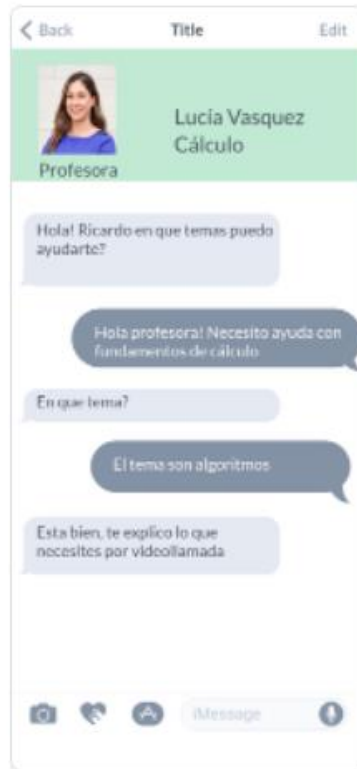 Back Title Edit
Lucía Vasquez
Cálculo
Profesora
Hola! Ricardo en que temas puedo
ayudarte?
Hola profesora! Necesito ayuda con
fundamentos de cálculo
En que tema?
El tema son algoritmos
Esta bien, te explico lo que
necesites por videollamada
iMessage